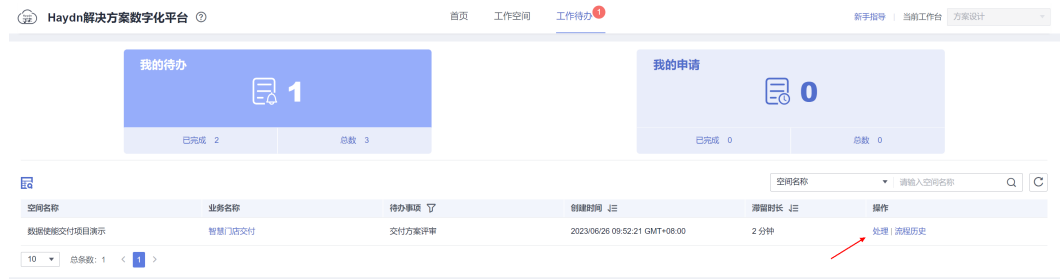 Haydn解决方案数字化平台 ?
首页 工作空间 工作待办 1
新手指导 | 当前工作台 方案设计
我的待办
1
已完成 2 总数 3
我的申请
0
已完成 0 总数 0
空间名称 请输入空间名称
空间名称 业务名称 待办事项 创建时间 滞留时长 操作
数据使能交付项目演示 智慧门店交付 交付方案评审 2023/06/26 09:52:21 GMT+08:00 2 分钟 处理 | 流程历史
10 总条数: 1 < 1 >